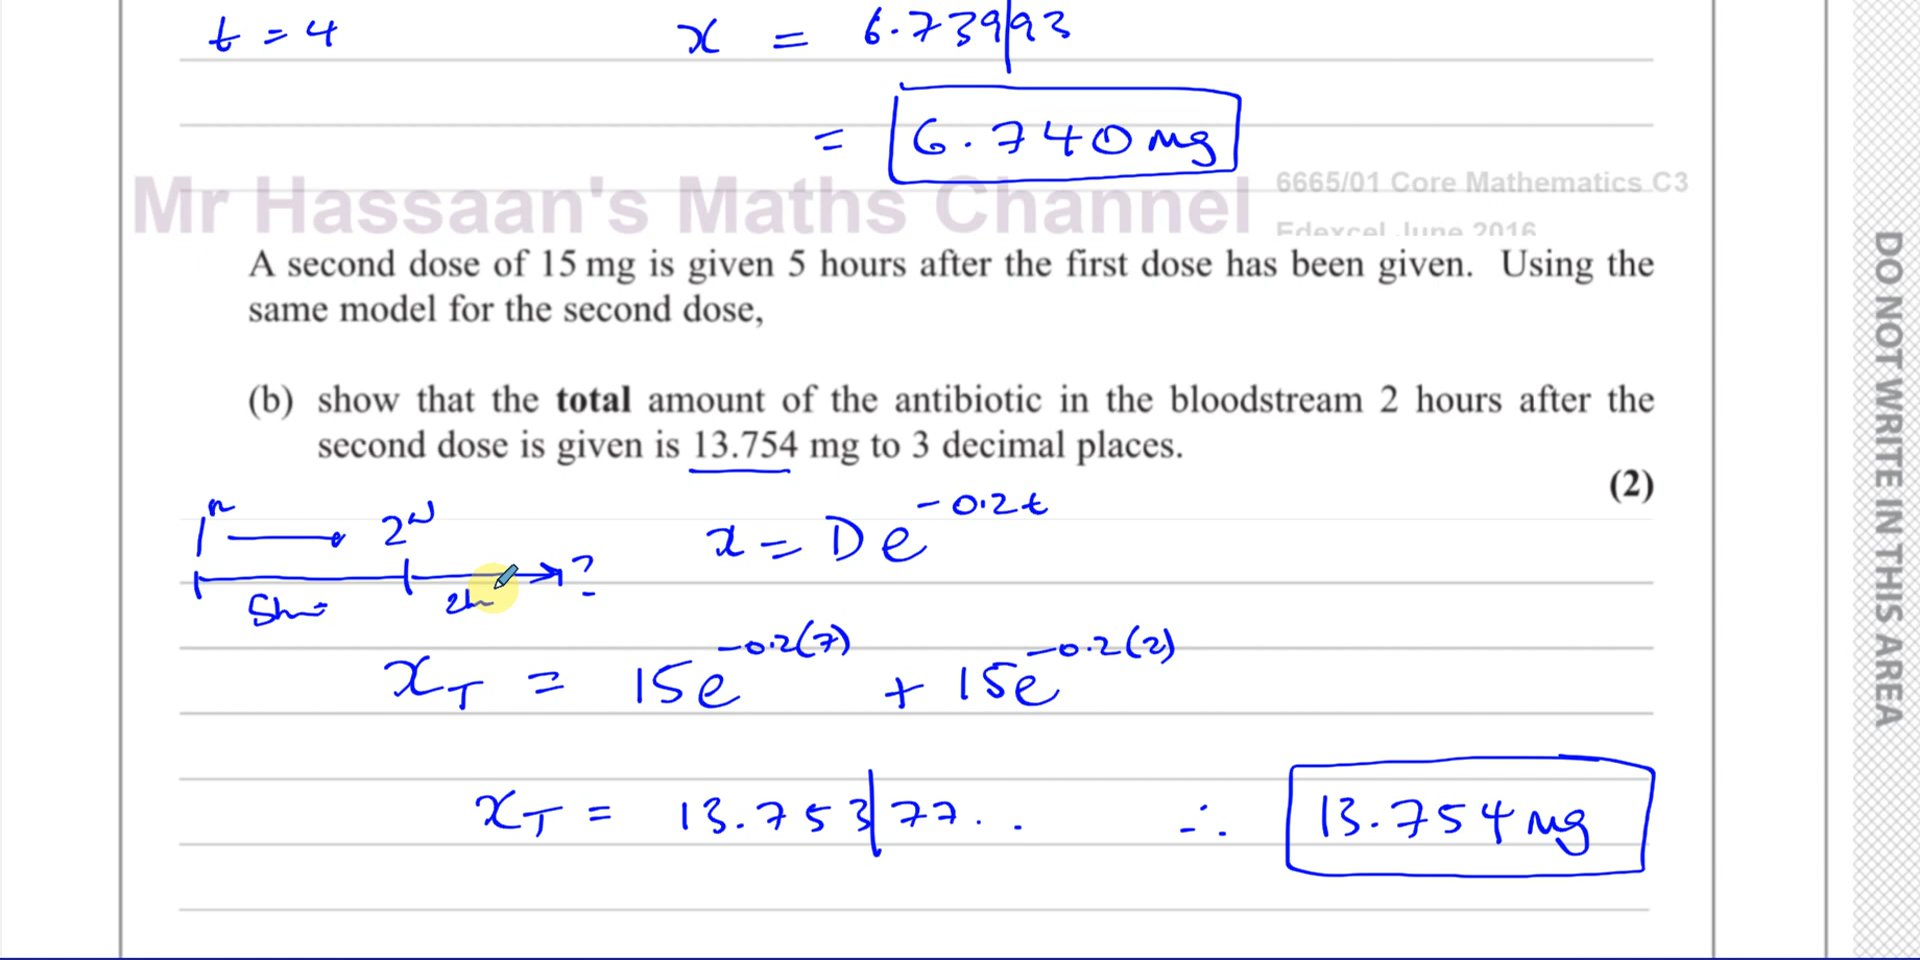 t = 4 x = 6.739|93
= 6.740 mg
Mr Hassaan's Maths Channel
6665/01 Core Mathematics C3
Edexcel June 2016
A second dose of 15 mg is given 5 hours after the first dose has been given. Using the
same model for the second dose,
(b) show that the total amount of the antibiotic in the bloodstream 2 hours after the
second dose is given is 13.754 mg to 3 decimal places.
(2)
2nd
x = De^{-0.2t}
5hrs 2h ?
x_T = 15e^{-0.2(7)} + 15e^{-0.2(2)}
x_T = 13.753|77.. ∴ 13.754 mg
DO NOT WRITE IN THIS AREA